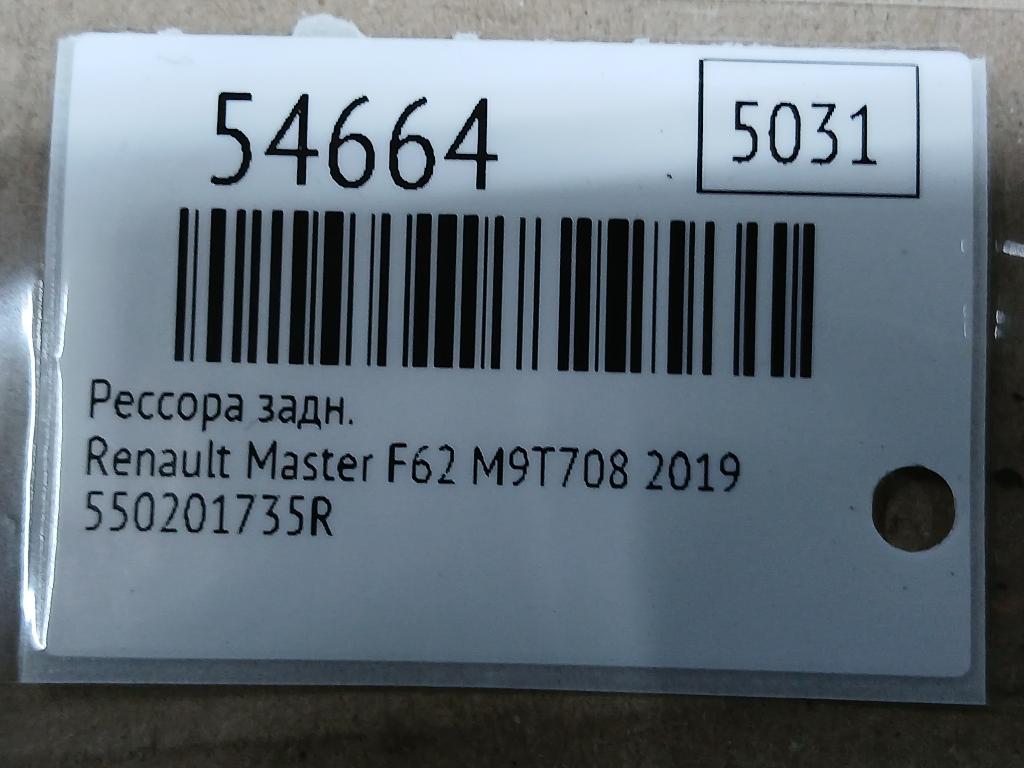 54664
5031
Рессора задн.
Renault Master F62 M9T708 2019
550201735R